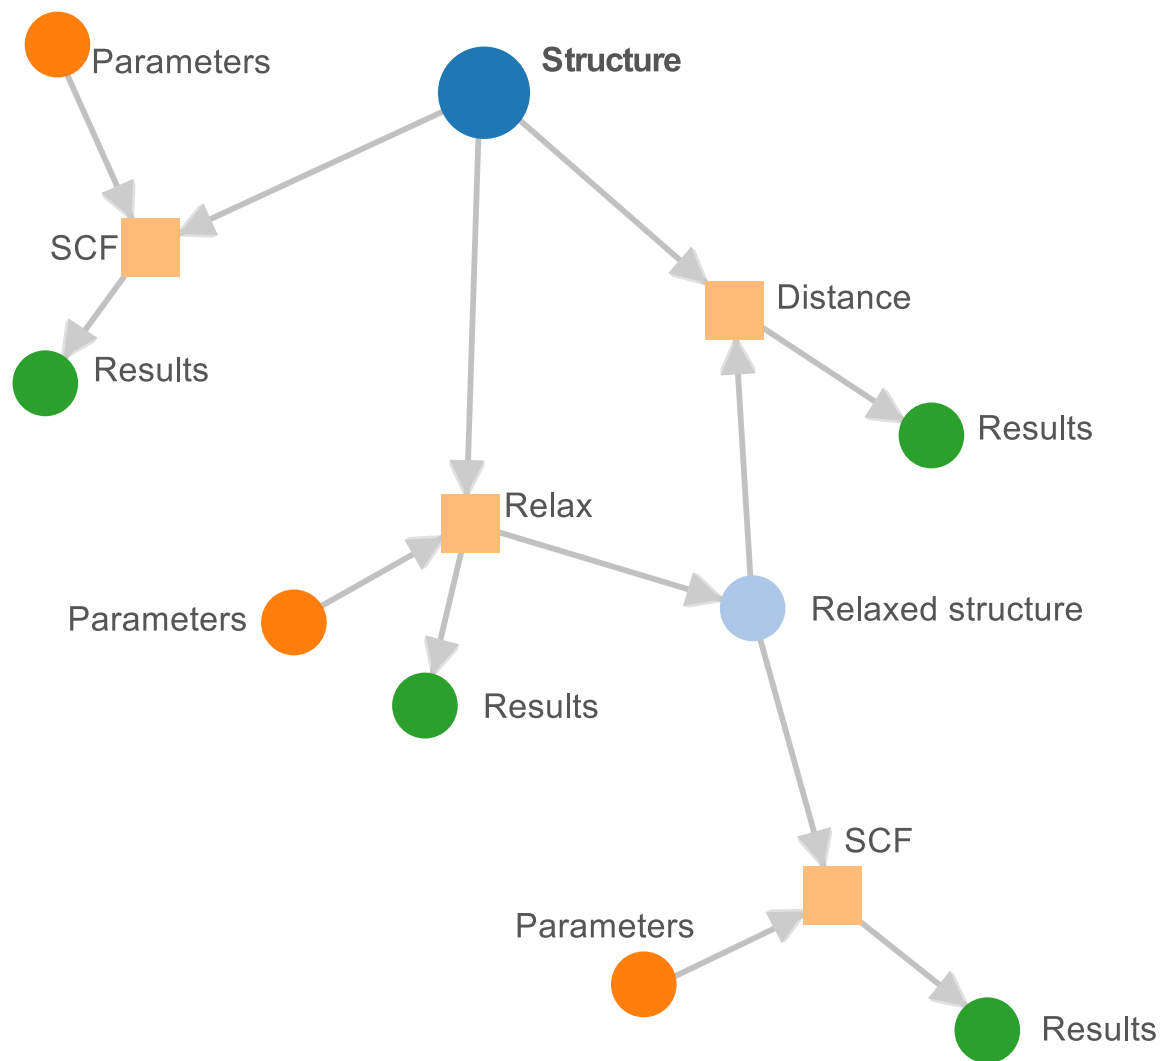 Structure
Parameters
SCF
Distance
Results
Results
Relax
Relaxed structure
Parameters
Results
SCF
Parameters
Results